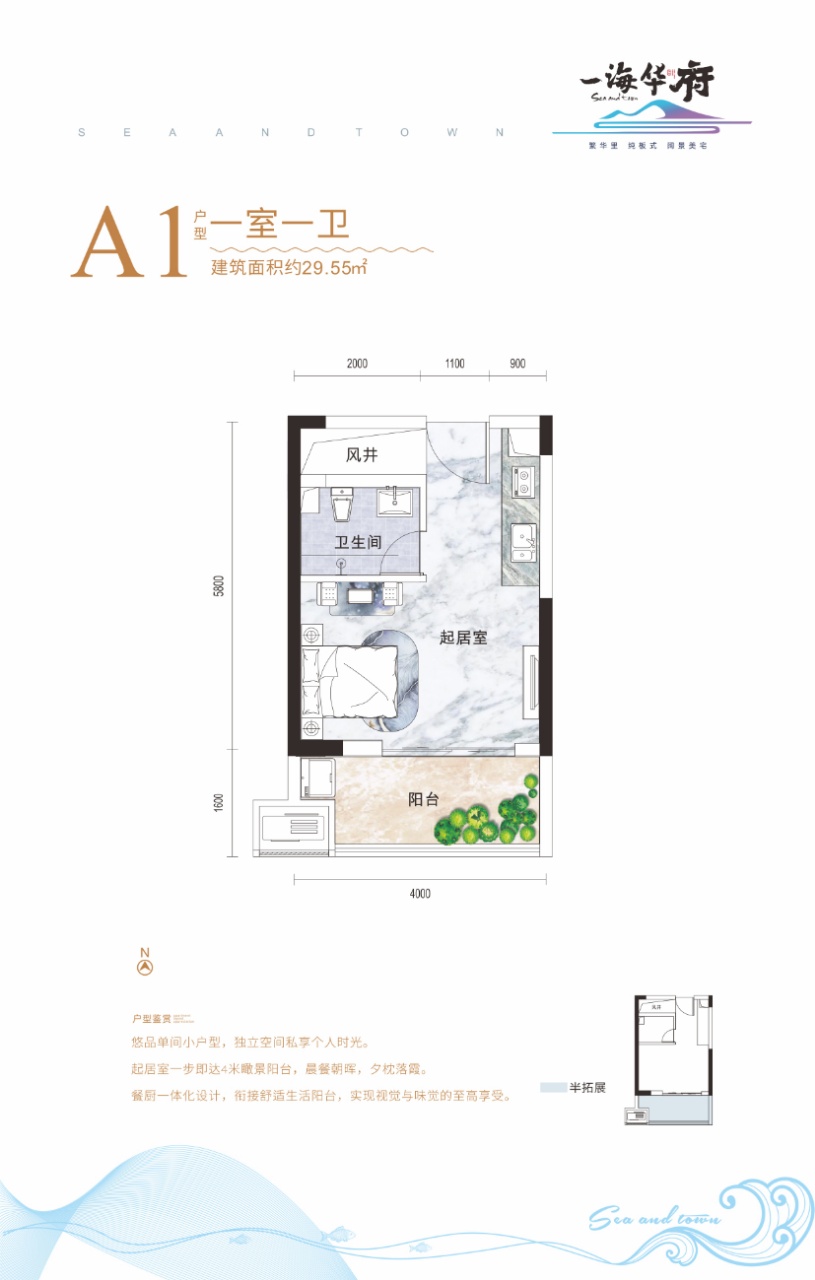 一海华府
Sea and town
繁华里 纯板式 阔景美宅
SEA AND TOWN
A1户型
一室一卫
建筑面积约29.55㎡
2000 1100 900
风井
卫生间
5800
起居室
1600
阳台
4000
N
户型鉴赏
悠品单间小户型，独立空间私享个人时光。
起居室一步即达4米瞰景阳台，晨餐朝晖，夕枕落霞。
餐厨一体化设计，衔接舒适生活阳台，实现视觉与味觉的至高享受。
风井
半拓展
Sea and town